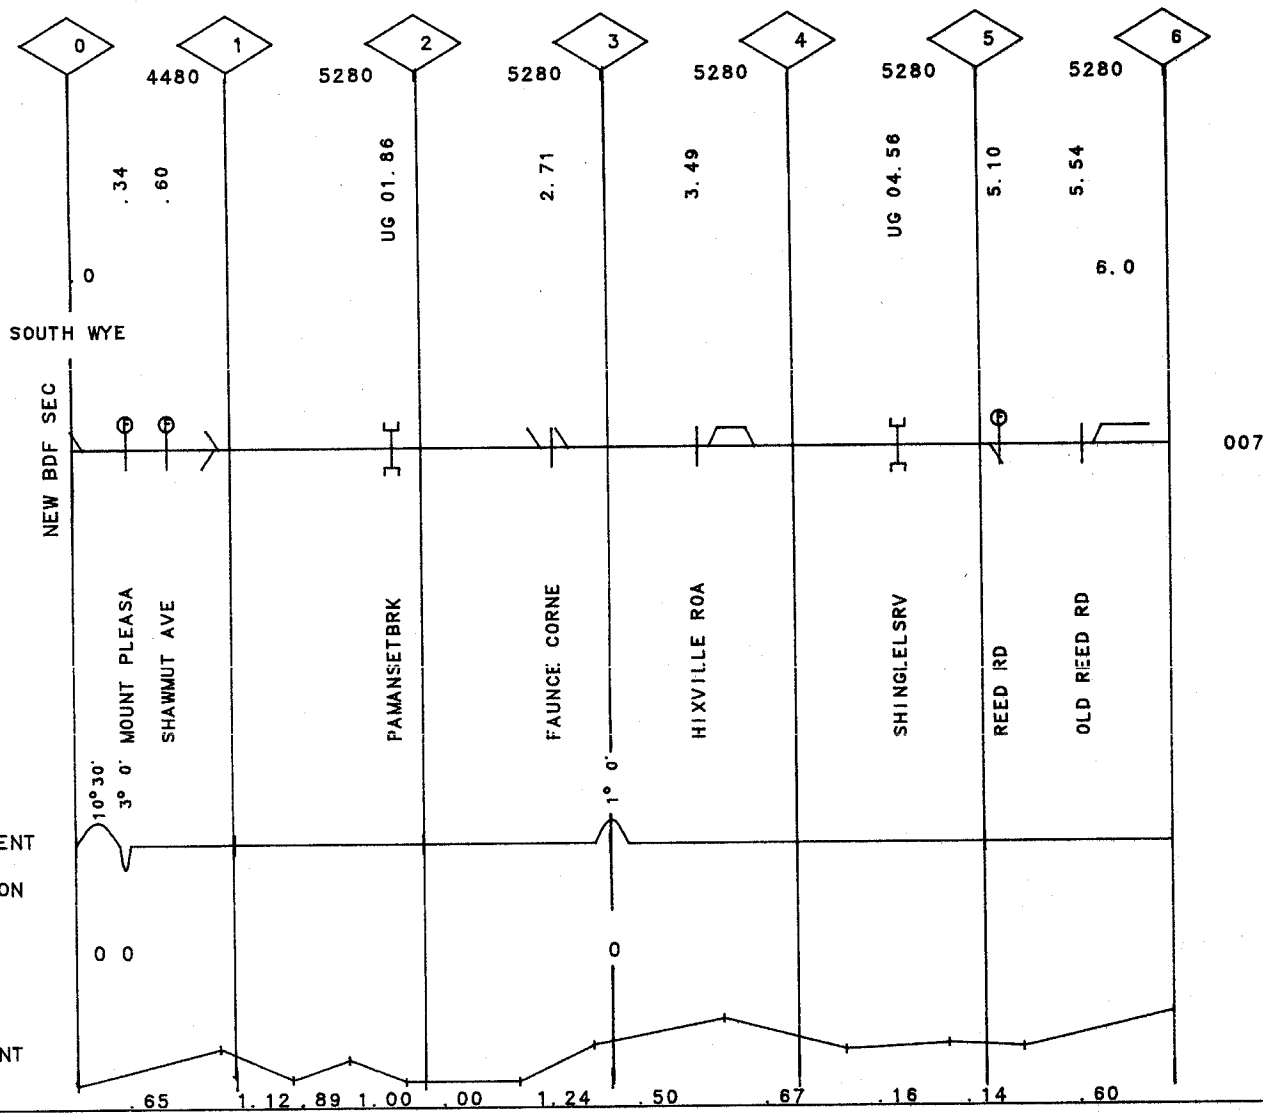 0 1 2 3 4 5 6
4480 5280 5280 5280 5280 5280
.34
.60
UG 01.86
2.71
3.49
UG 04.56
5.10
5.54
0
6.0
SOUTH WYE
NEW BDF SEC
007
MOUNT PLEASA
SHAWMUT AVE
PAMANSETBRK
FAUNCE CORNE
HIXVILLE ROA
SHINGLELSRV
REED RD
OLD REED RD
10°30'
3° 0'
1° 0'
ENT
ON
0 0 0
NT
.65 1.12 .89 1.00 .00 1.24 .50 .67 .16 .14 .60